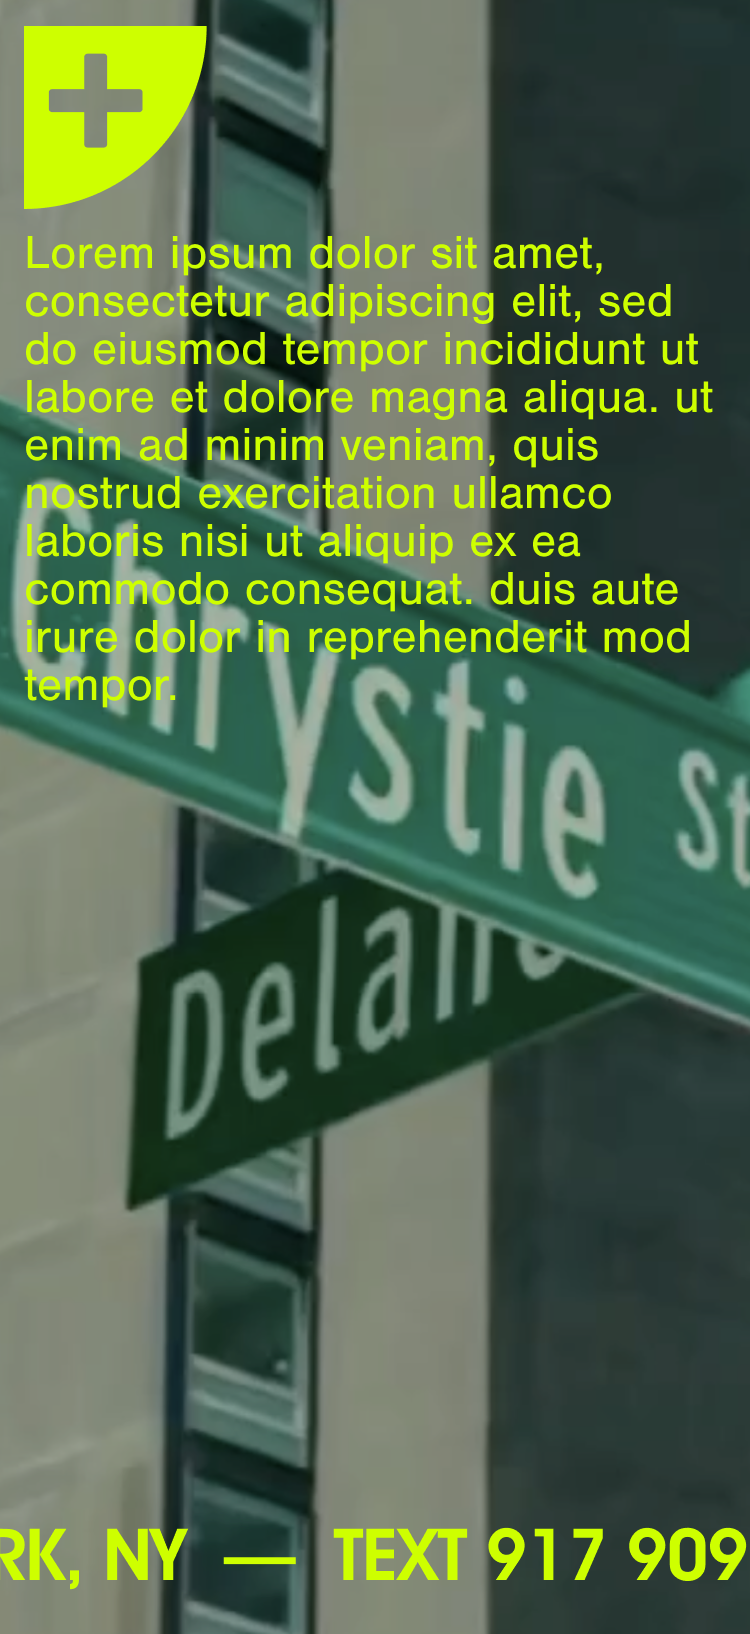 Lorem ipsum dolor sit amet,
consectetur adipiscing elit, sed
do eiusmod tempor incididunt ut
labore et dolore magna aliqua. ut
enim ad minim veniam, quis
nostrud exercitation ullamco
laboris nisi ut aliquip ex ea
commodo consequat. duis aute
irure dolor in reprehenderit mod
tempor.
Chrystie St
Delan
RK, NY — TEXT 917 909